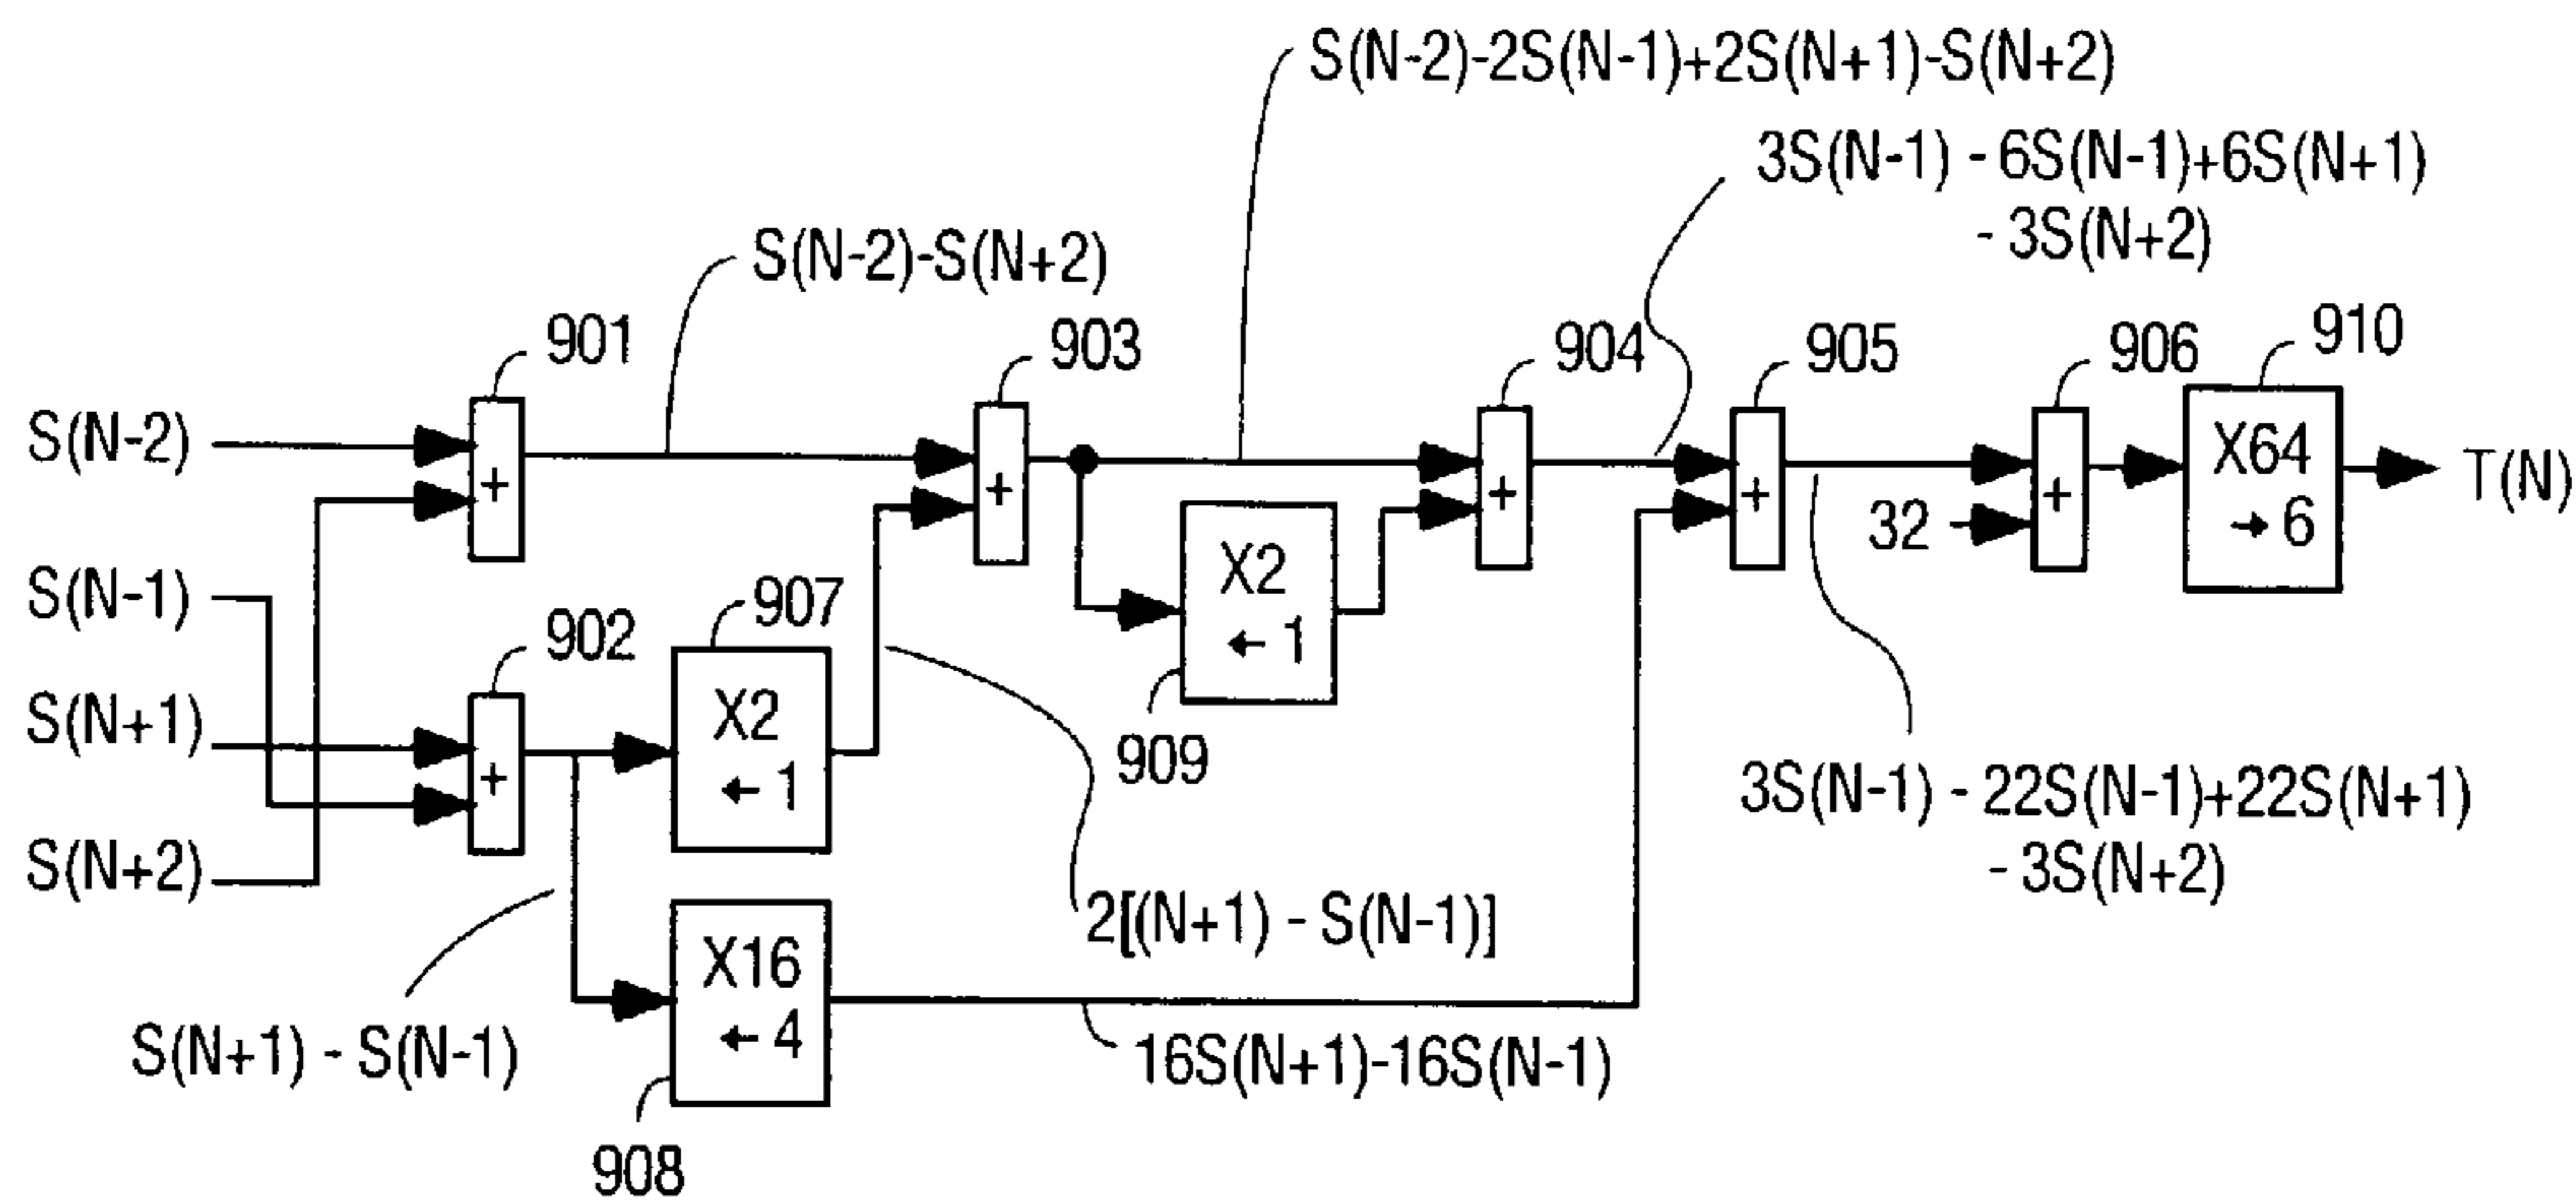 S(N-2)-2S(N-1)+2S(N+1)-S(N+2)
3S(N-1) - 6S(N-1)+6S(N+1)
- 3S(N+2)
S(N-2)-S(N+2)
901
903
904
905
906
910
S(N-2)
+
+
+
+
+
X64
→ 6
T(N)
32
S(N-1)
902
907
X2
← 1
909
S(N+1)
+
X2
← 1
S(N+2)
3S(N-1) - 22S(N-1)+22S(N+1)
- 3S(N+2)
2[(N+1) - S(N-1)]
X16
← 4
S(N+1) - S(N-1)
16S(N+1)-16S(N-1)
908